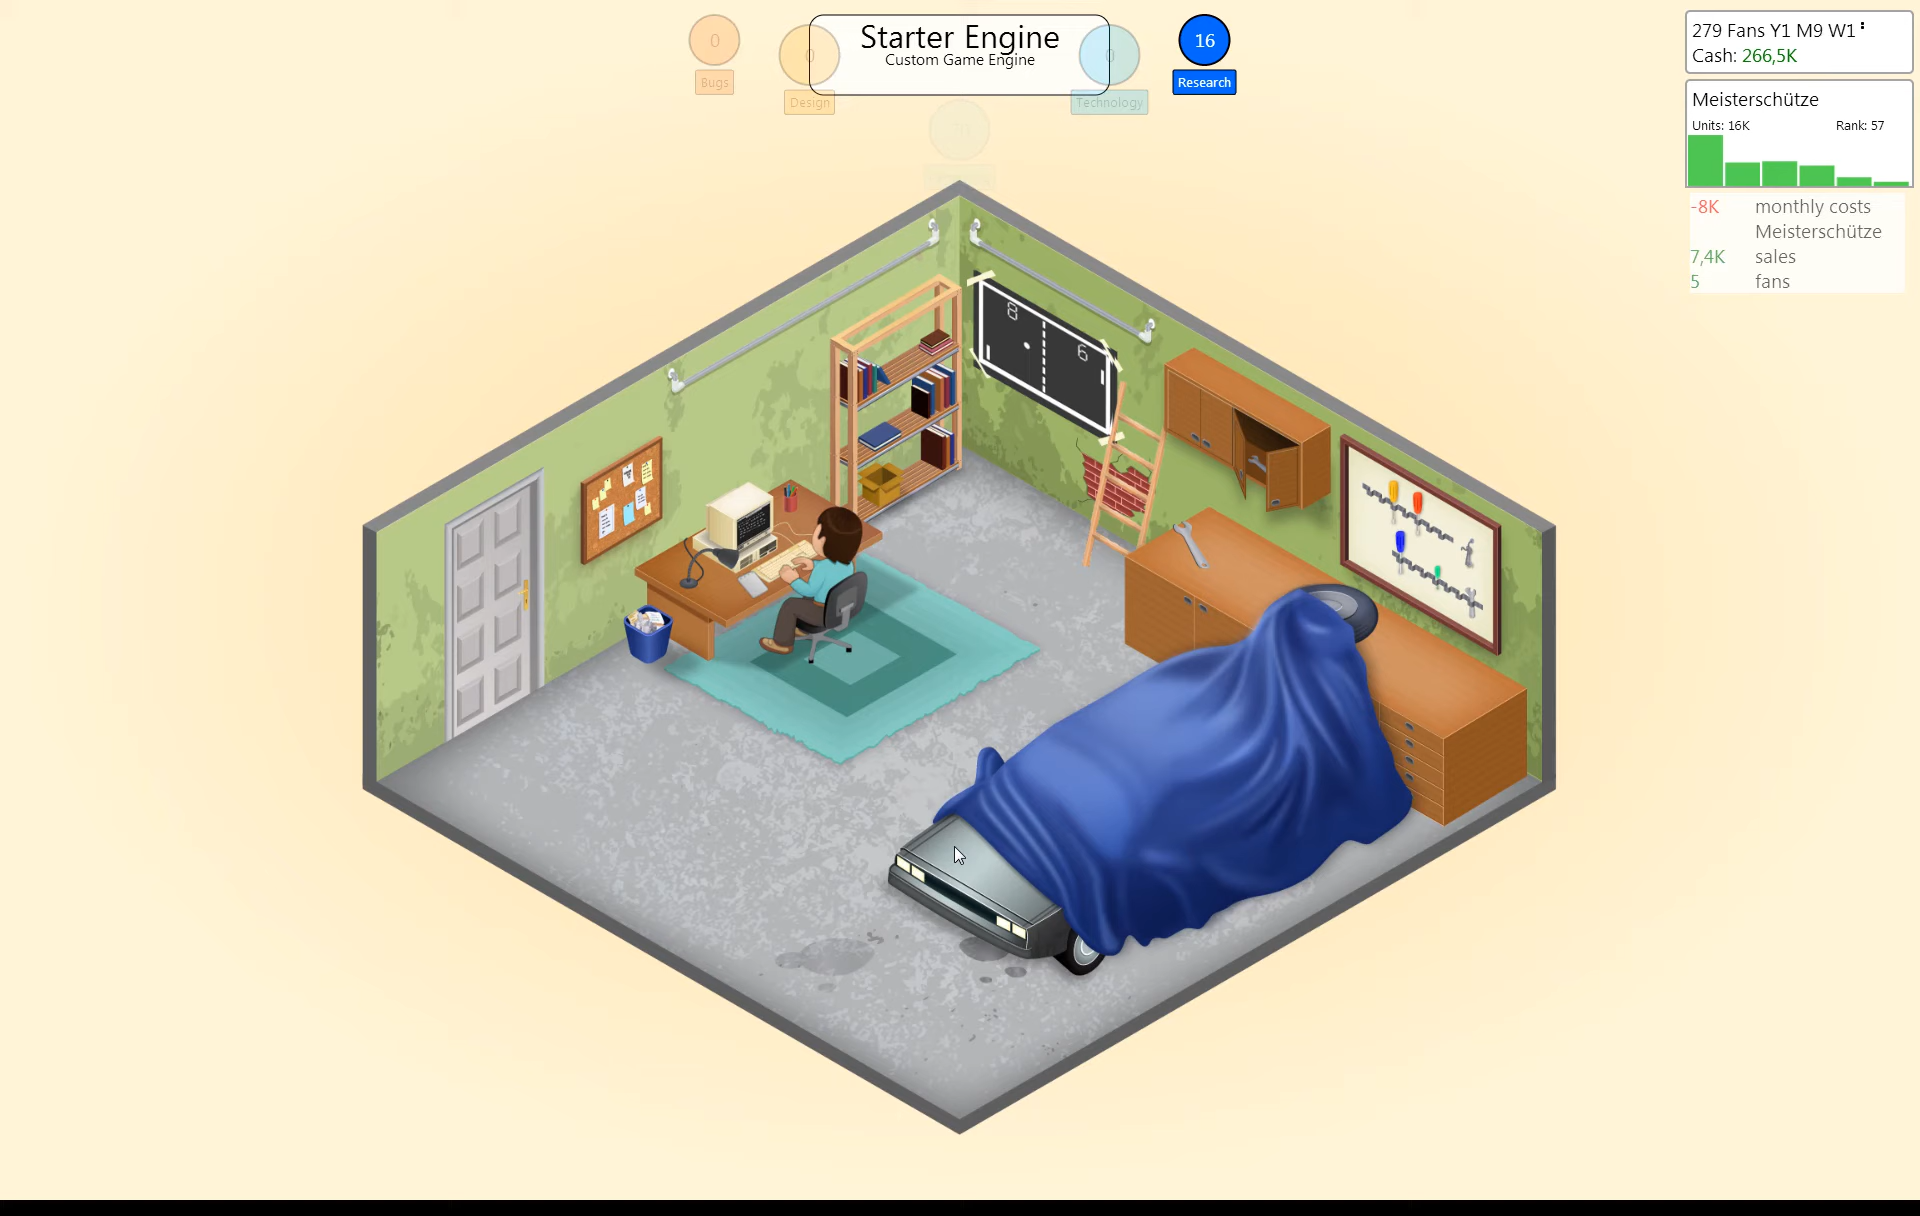 0
Bugs
0
Design
Starter Engine
Custom Game Engine
0
Technology
16
Research
279 Fans Y1 M9 W1
Cash: 266,5K
Meisterschütze
Units: 16K
Rank: 57
-8K monthly costs
Meisterschütze
7,4K sales
5 fans
8
6